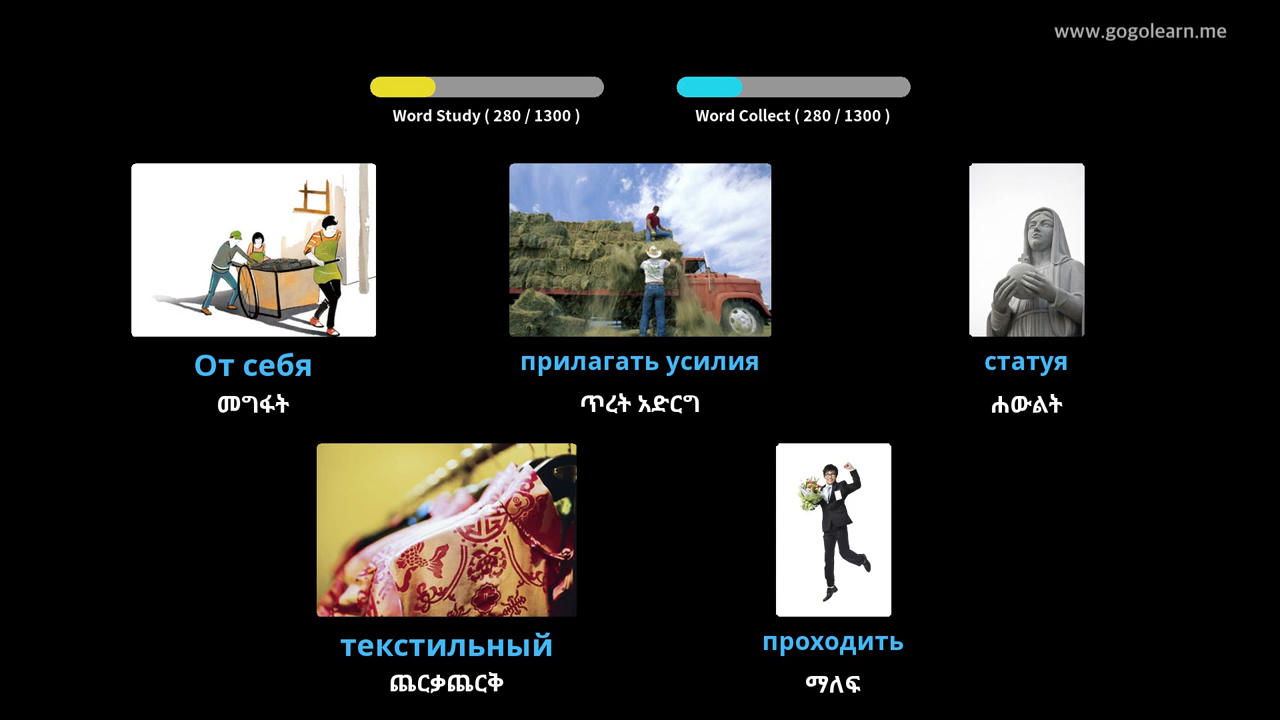 www.gogolearn.me
Word Study ( 280 / 1300 )
Word Collect ( 280 / 1300 )
От себя
መግፋት
прилагать усилия
ጥረት አድርግ
статуя
ሐውልት
текстильный
ጨርቃጨርቅ
проходить
ማለፍ